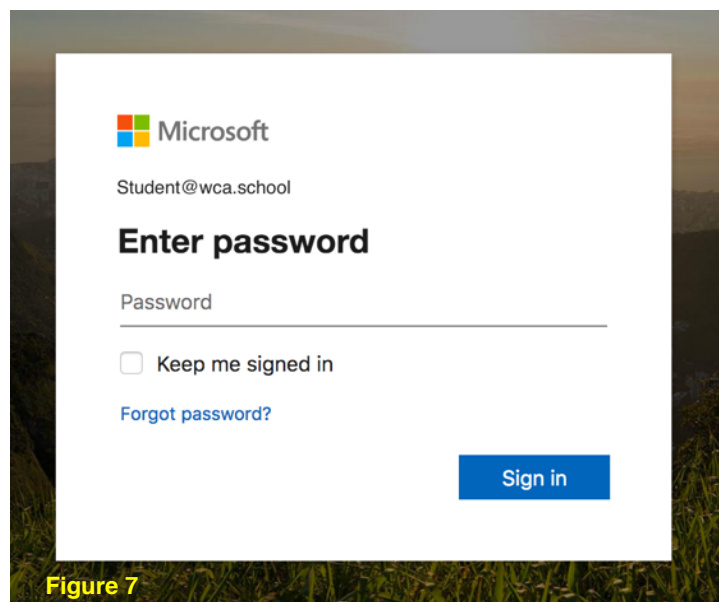 Microsoft
Student@wca.school
Enter password
Password
Keep me signed in
Forgot password?
Sign in
Figure 7